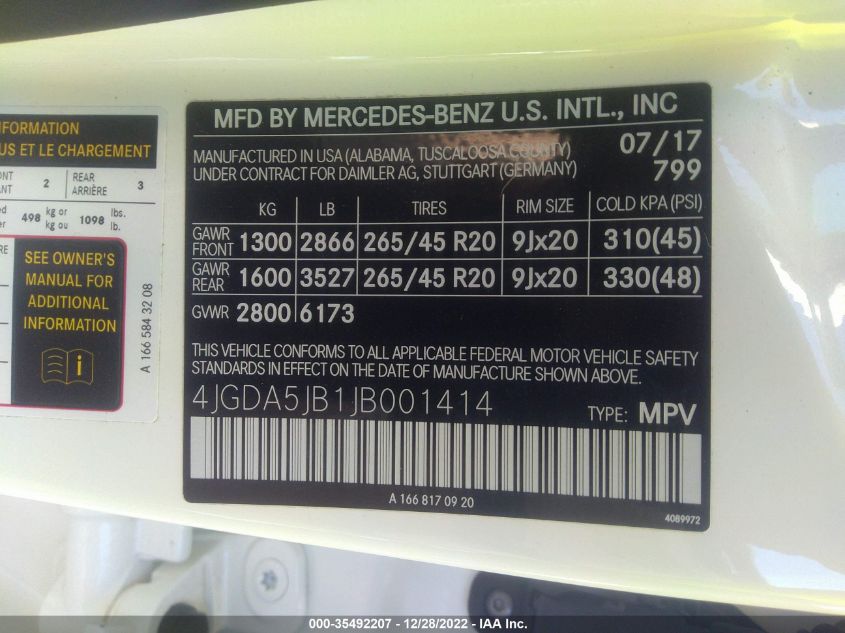 INFORMATION
US ET LE CHARGEMENT
2
REAR ARRIÈRE 3
498 kg or kg ou 1098 lbs. lb.
SEE OWNER'S
MANUAL FOR
ADDITIONAL
INFORMATION
i
A 166 584 32 08
MFD BY MERCEDES-BENZ U.S. INTL., INC
MANUFACTURED IN USA (ALABAMA, TUSCALOOSA COUNTY)
UNDER CONTRACT FOR DAIMLER AG, STUTTGART (GERMANY)
07/17
799
KG LB TIRES RIM SIZE COLD KPA (PSI)
GAWR FRONT 1300 2866 265/45 R20 9Jx20 310(45)
GAWR REAR 1600 3527 265/45 R20 9Jx20 330(48)
GVWR 2800 6173
THIS VEHICLE CONFORMS TO ALL APPLICABLE FEDERAL MOTOR VEHICLE SAFETY
STANDARDS IN EFFECT ON THE DATE OF MANUFACTURE SHOWN ABOVE.
4JGDA5JB1JB001414
TYPE: MPV
A 166 817 09 20
4089972
000-35492207 - 12/28/2022 - IAA Inc.